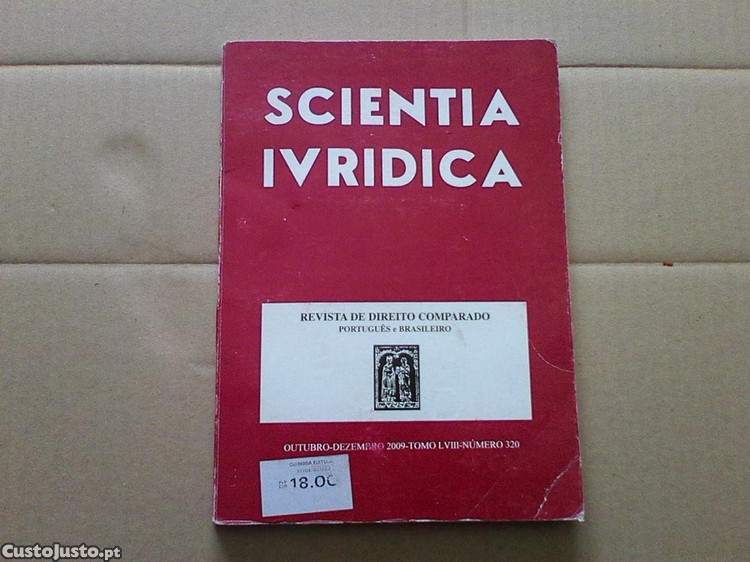 SCIENTIA
IVRIDICA
REVISTA DE DIREITO COMPARADO
PORTUGUÊS e BRASILEIRO
OUTUBRO-DEZEMBRO 2009-TOMO LVIII-NÚMERO 320
18.00
CustoJusto.pt